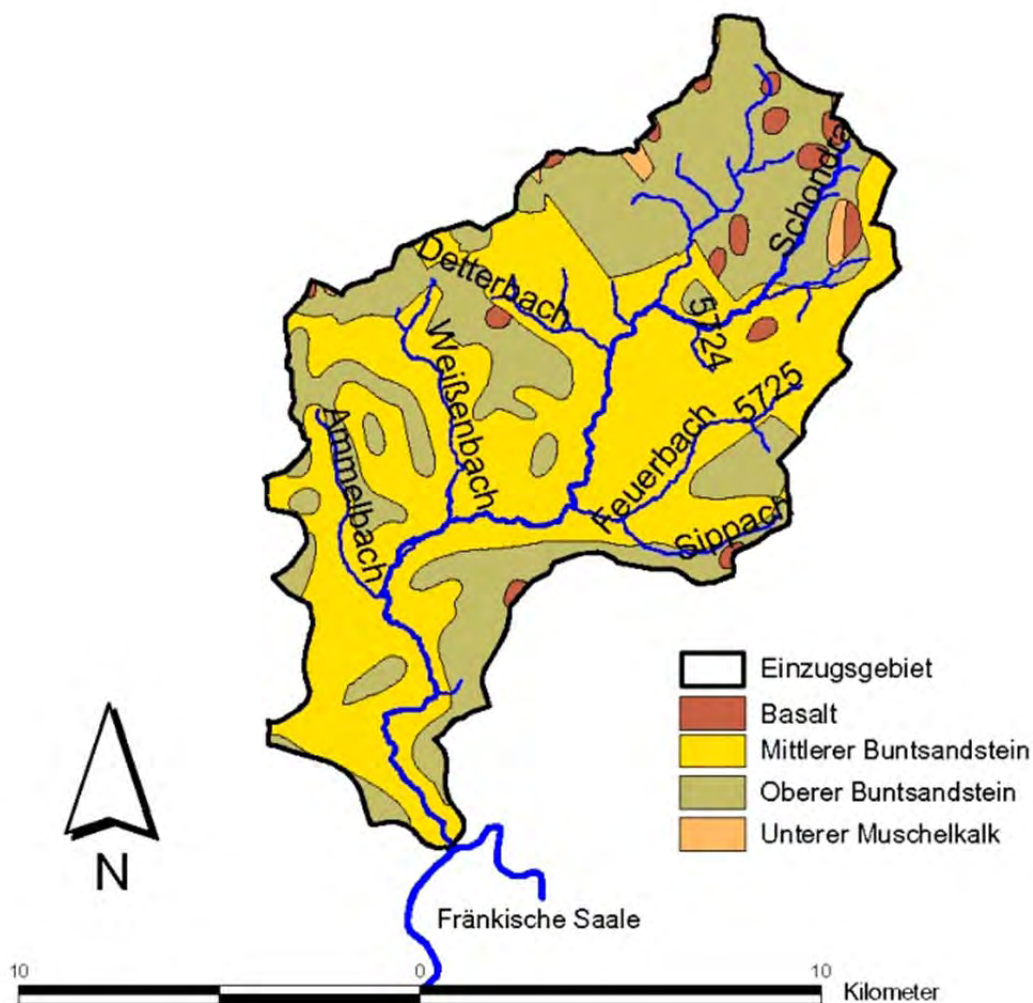 Schondra
Detterbach
5724
Weißenbach
5725
Ammelbach
Feuerbach
Sippach
Einzugsgebiet
Basalt
Mittlerer Buntsandstein
Oberer Buntsandstein
Unterer Muschelkalk
N
Fränkische Saale
10 0 10
Kilometer